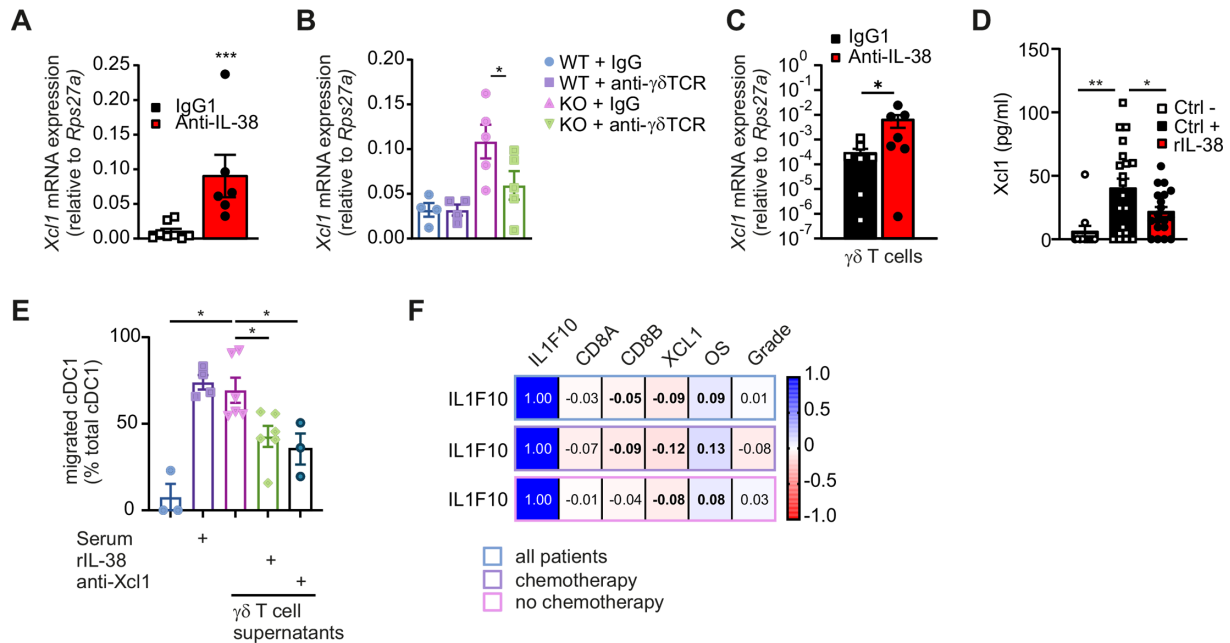 A
Xcl1 mRNA expression
(relative to Rps27a)
0.25
0.20
0.15
0.10
0.05
0.00
***
IgG1
Anti-IL-38
B
Xcl1 mRNA expression
(relative to Rps27a)
0.20
0.15
0.10
0.05
0.00
*
WT + IgG
WT + anti-γδTCR
KO + IgG
KO + anti-γδTCR
C
Xcl1 mRNA expression
(relative to Rps27a)
IgG1
Anti-IL-38
10⁰
10⁻¹
10⁻²
10⁻³
10⁻⁴
10⁻⁵
10⁻⁶
10⁻⁷
*
γδ T cells
D
Xcl1 (pg/ml)
150
100
50
0
** *
Ctrl -
Ctrl +
rIL-38
E
migrated cDC1
(% total cDC1)
100
50
0
* *
*
Serum +
rIL-38 +
anti-Xcl1 +
γδ T cell
supernatants
F
IL1F10 CD8A CD8B XCL1 OS Grade
IL1F10 1.00 -0.03 -0.05 -0.09 0.09 0.01
IL1F10 1.00 -0.07 -0.09 -0.12 0.13 -0.08
IL1F10 1.00 -0.01 -0.04 -0.08 0.08 0.03
1.0
0.5
0
-0.5
-1.0
all patients
chemotherapy
no chemotherapy